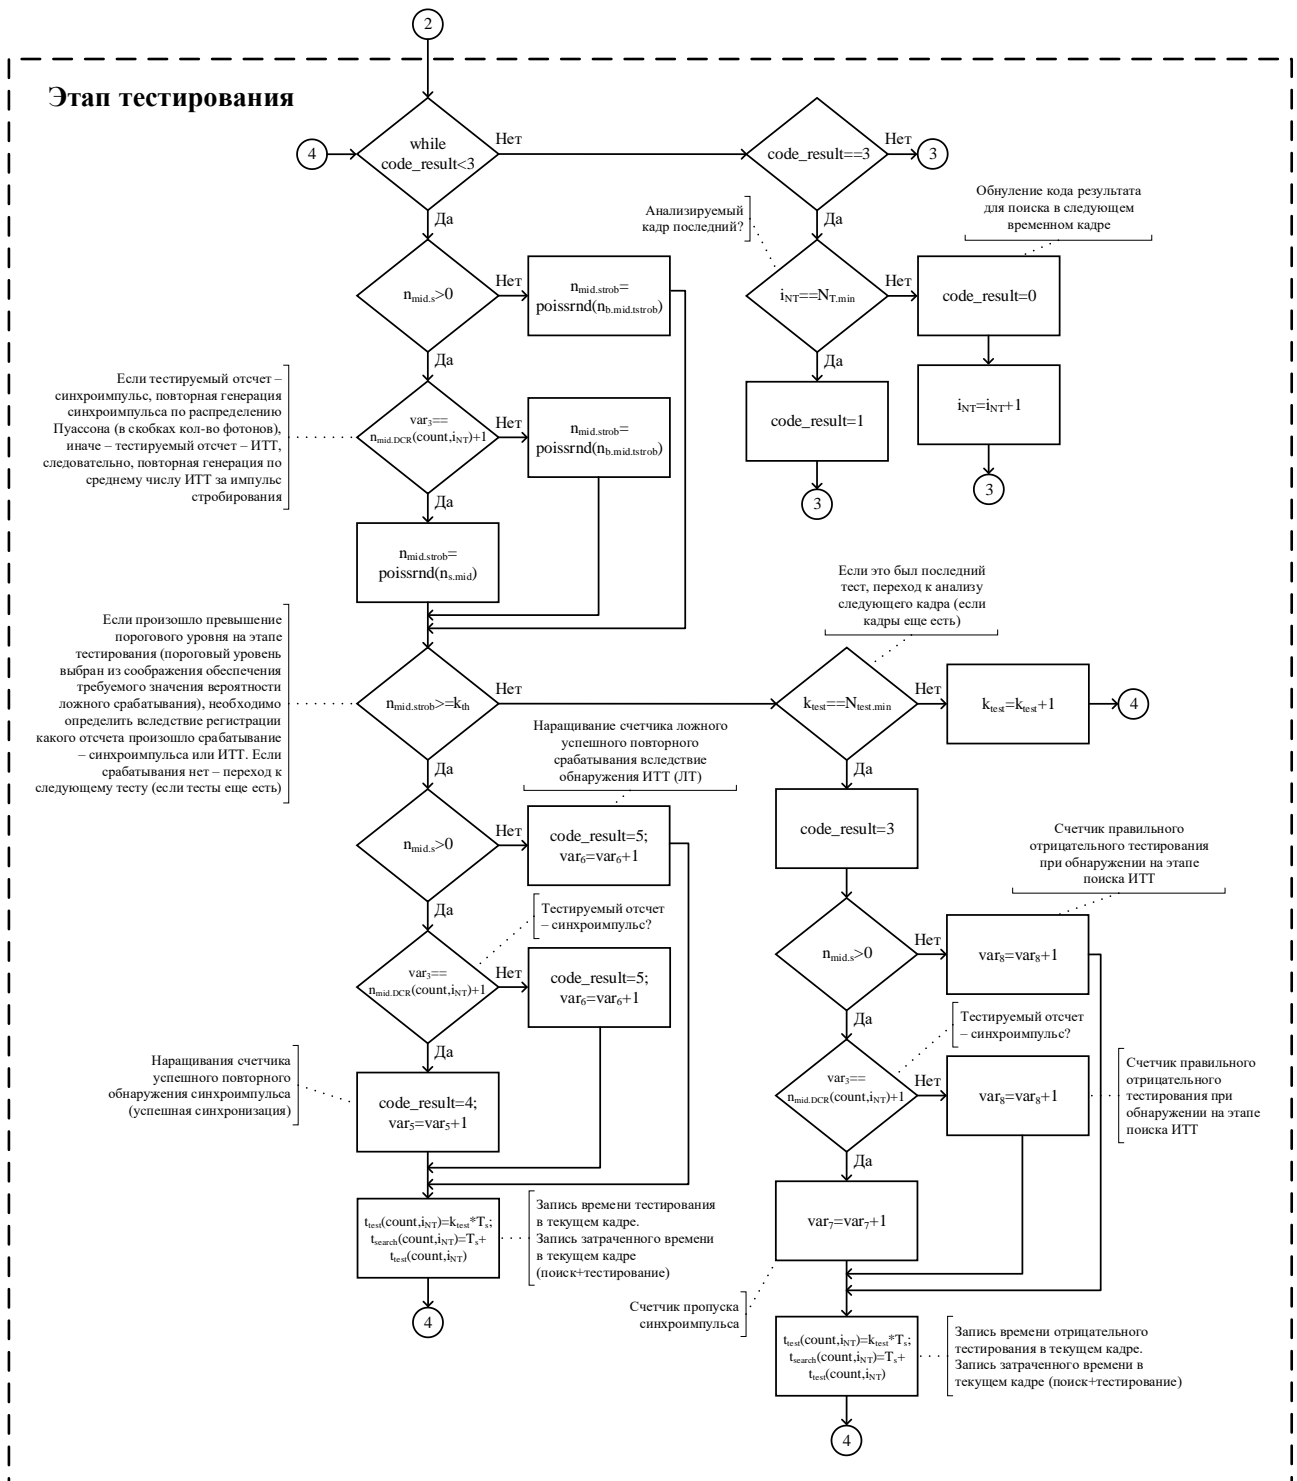 2
Этап тестирования
while
code_result<3
Нет
4
code_result==3
Нет
3
Да
Да
Анализируемый
кадр последний?
Обнуление кода результата
для поиска в следующем
временном кадре
n_mid.s>0
Нет
n_mid.strob=
poissrnd(n_b.mid.tstrob)
i_NT==N_T.min
Нет
code_result=0
Да
Да
i_NT=i_NT+1
3
code_result=1
3
Если тестируемый отсчет –
синхроимпульс, повторная генерация
синхроимпульса по распределению
Пуассона (в скобках кол-во фотонов),
иначе – тестируемый отсчет – ИТТ,
следовательно, повторная генерация по
среднему числу ИТТ за импульс
стробирования
var_3==
n_mid.DCR(count,i_NT)+1
Нет
n_mid.strob=
poissrnd(n_b.mid.tstrob)
Да
n_mid.strob=
poissrnd(n_s.mid)
Если произошло превышение
порогового уровня на этапе
тестирования (пороговый уровень
выбран из соображения обеспечения
требуемого значения вероятности
ложного срабатывания), необходимо
определить вследствие регистрации
какого отсчета произошло срабатывание
– синхроимпульса или ИТТ. Если
срабатывания нет – переход к
следующему тесту (если тесты еще есть)
n_mid.strob>=k_th
Нет
Если это был последний
тест, переход к анализу
следующего кадра (если
кадры еще есть)
k_test==N_test.min
Нет
k_test=k_test+1
4
Да
Да
Наращивание счетчика ложного
успешного повторного
срабатывания вследствие
обнаружения ИТТ (ЛТ)
n_mid.s>0
Нет
code_result=5;
var_6=var_6+1
Да
code_result=3
Счетчик правильного
отрицательного тестирования
при обнаружении на этапе
поиска ИТТ
Тестируемый отсчет
– синхроимпульс?
var_3==
n_mid.DCR(count,i_NT)+1
Нет
code_result=5;
var_6=var_6+1
Да
n_mid.s>0
Нет
var_8=var_8+1
Да
Наращивания счетчика
успешного повторного
обнаружения синхроимпульса
(успешная синхронизация)
code_result=4;
var_5=var_5+1
Тестируемый отсчет
– синхроимпульс?
var_3==
n_mid.DCR(count,i_NT)+1
Нет
var_8=var_8+1
Счетчик правильного
отрицательного
тестирования при
обнаружении на этапе
поиска ИТТ
Да
var_7=var_7+1
t_test(count,i_NT)=k_test*T_s;
t_search(count,i_NT)=T_s+
t_test(count,i_NT)
Запись времени тестирования
в текущем кадре.
Запись затраченного времени
в текущем кадре
(поиск+тестирование)
4
Счетчик пропуска
синхроимпульса
t_test(count,i_NT)=k_test*T_s;
t_search(count,i_NT)=T_s+
t_test(count,i_NT)
Запись времени отрицательного
тестирования в текущем кадре.
Запись затраченного времени в
текущем кадре (поиск+тестирование)
4